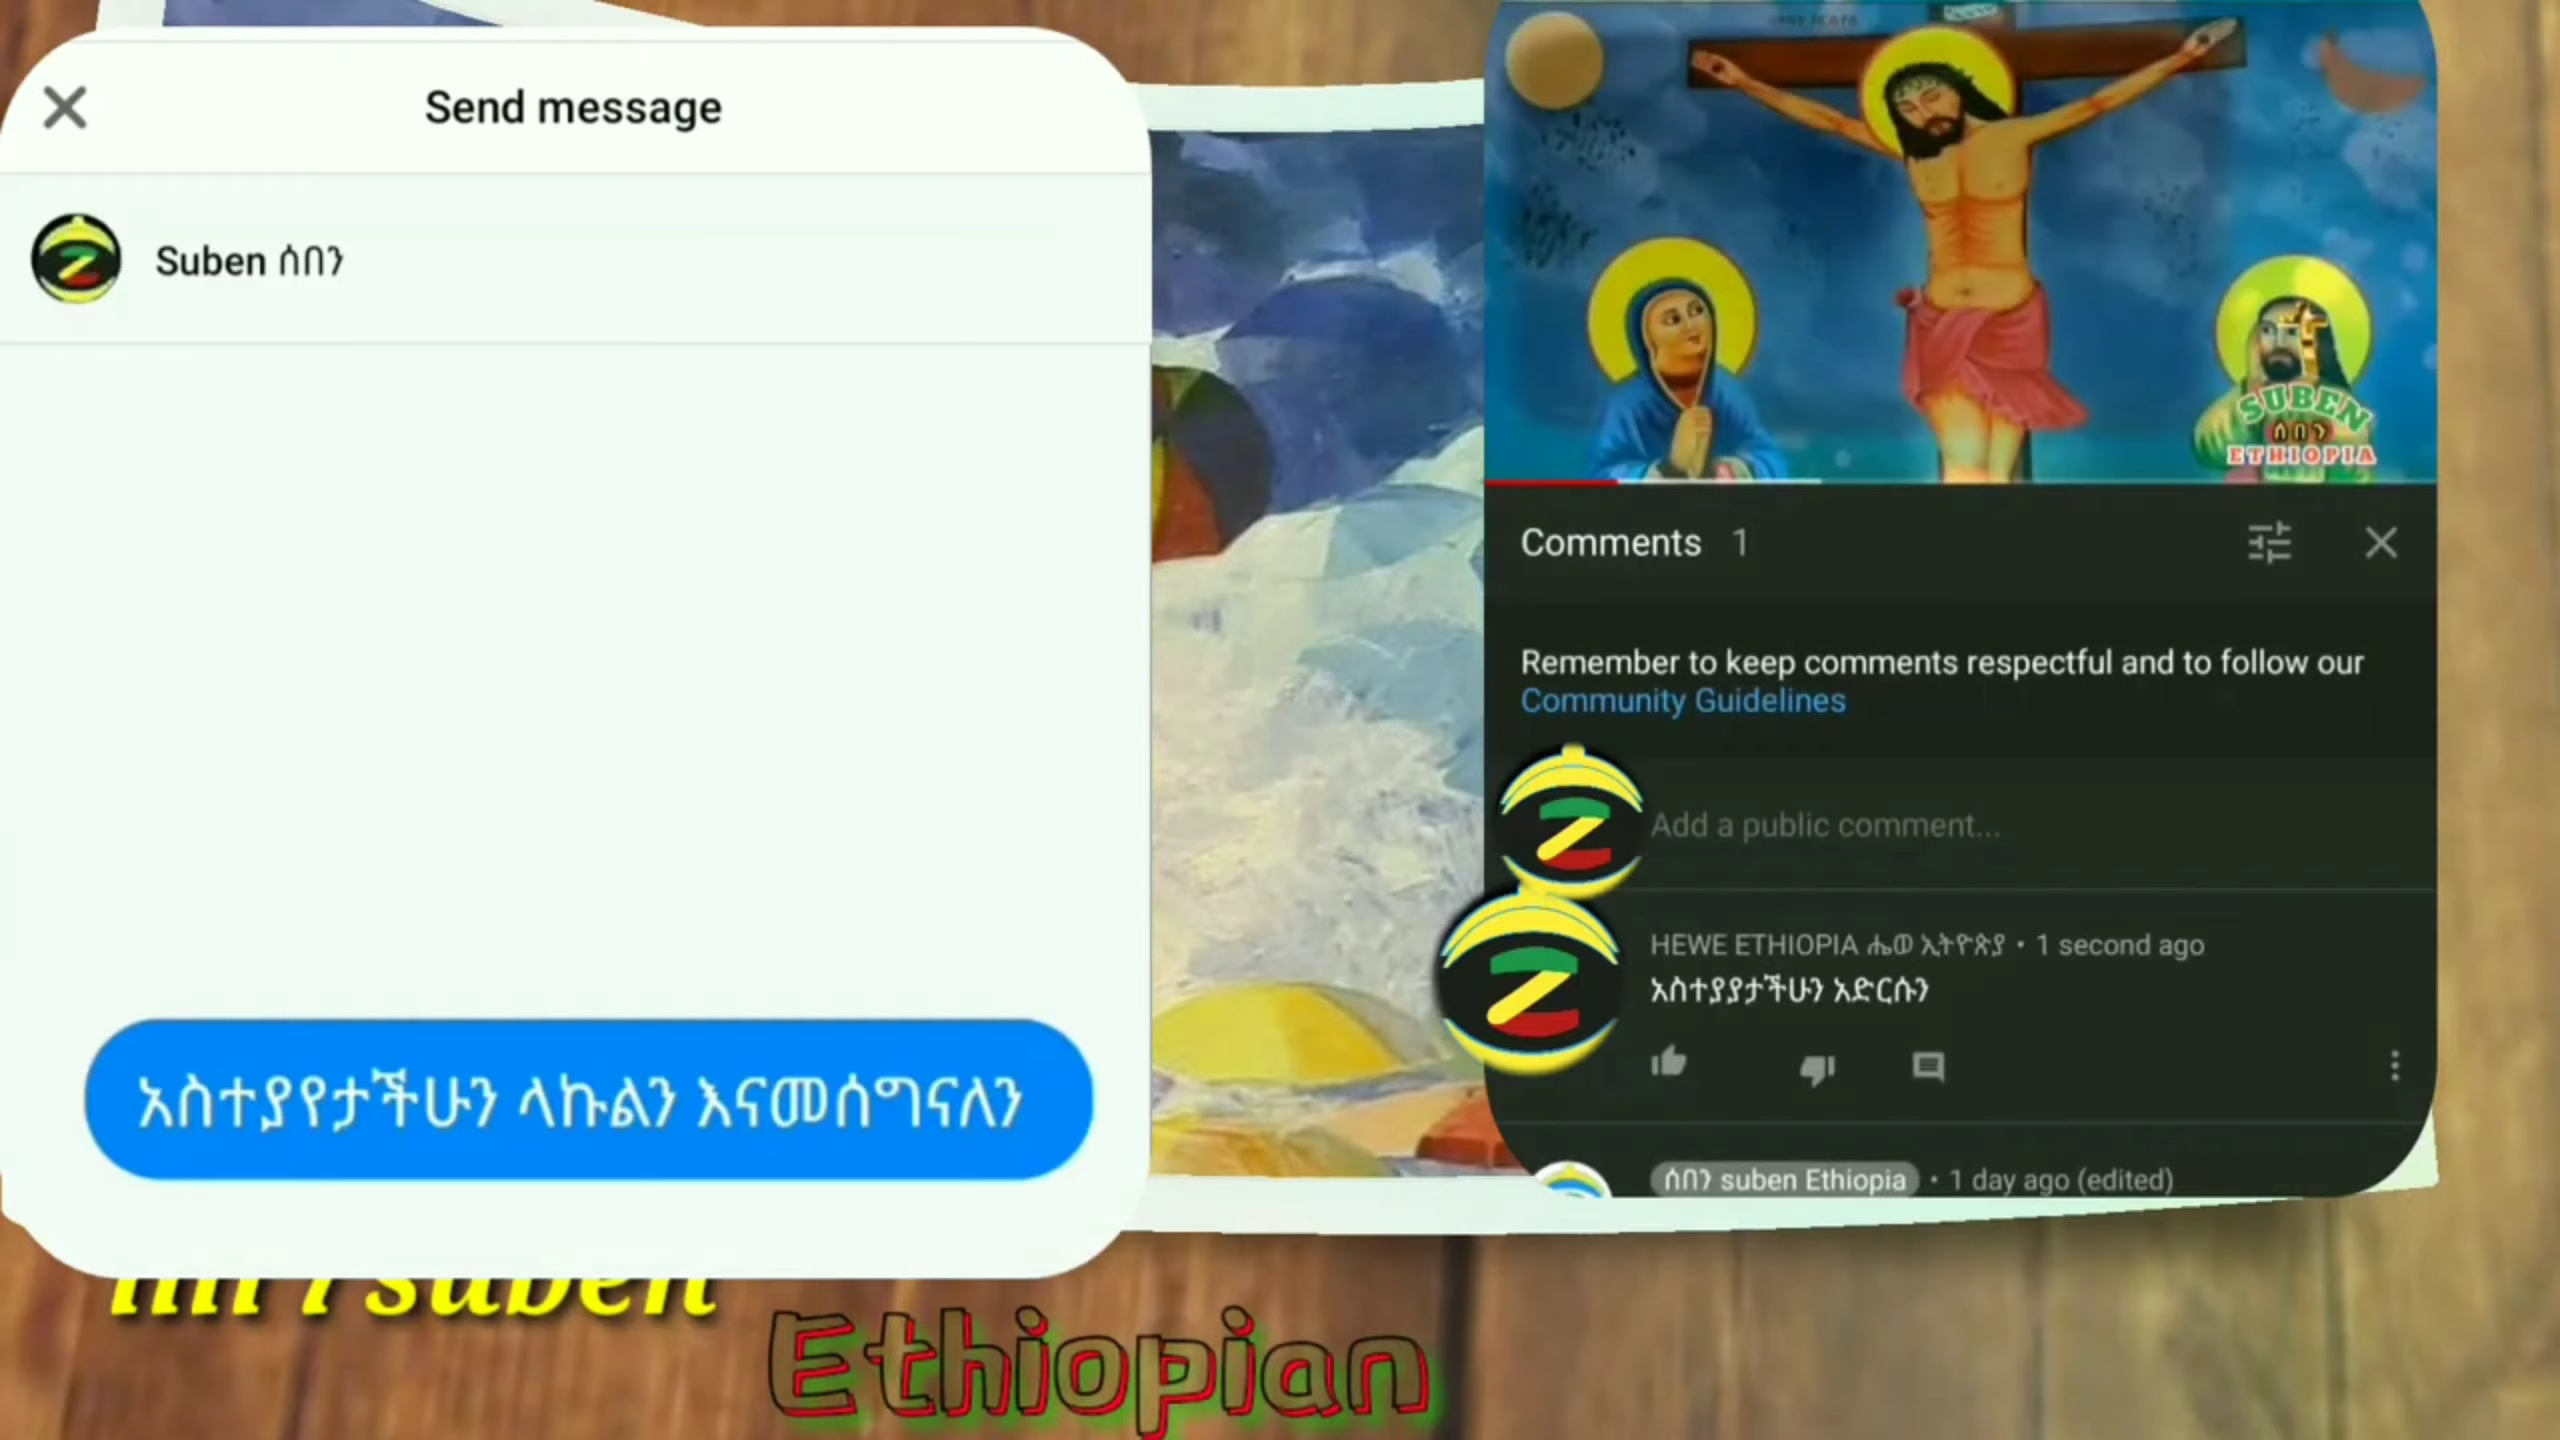 Send message
Suben ሰበን
አስተያየታችሁን ላኩልን እናመሰግናለን
SUBEN
ሰበን
ETHIOPIA
Comments 1
Remember to keep comments respectful and to follow our
Community Guidelines
Add a public comment...
HEWE ETHIOPIA ሔወ ኢትዮጵያ • 1 second ago
አስተያያታችሁን አድርሱን
ሰበን suben Ethiopia • 1 day ago (edited)
ሰበን suben
Ethiopian